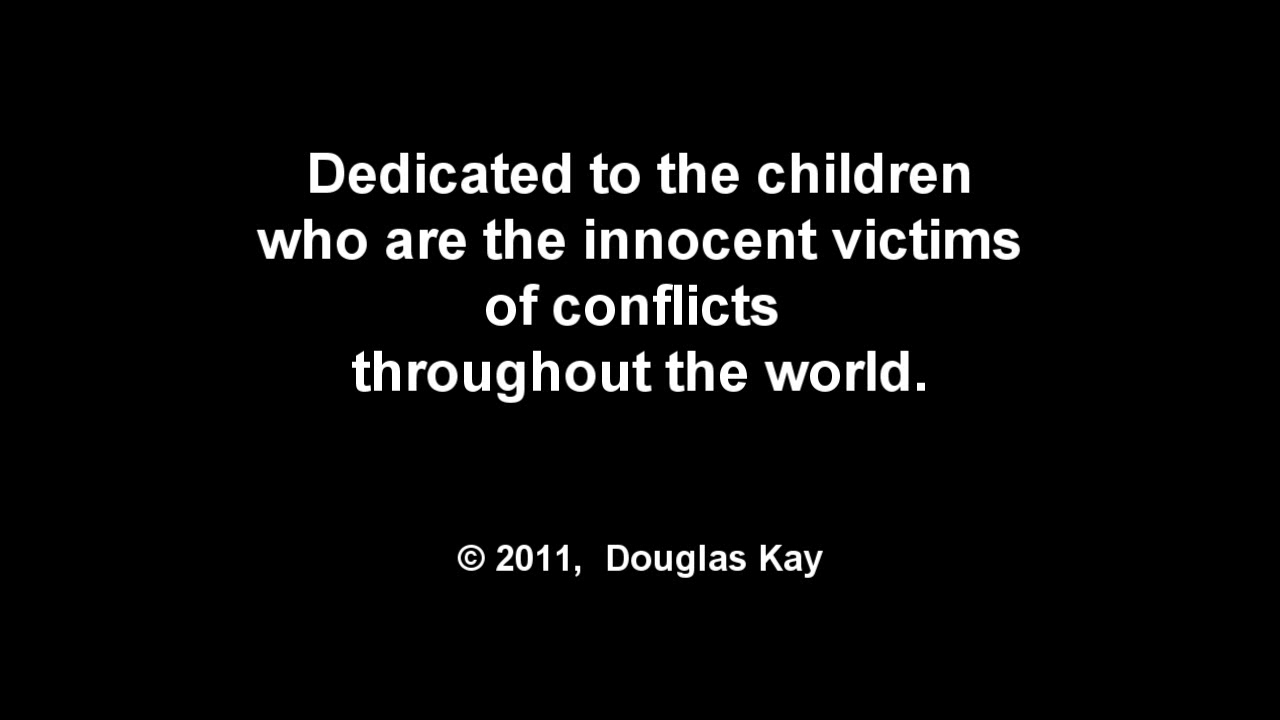 Dedicated to the children
who are the innocent victims
of conflicts
throughout the world.
© 2011, Douglas Kay